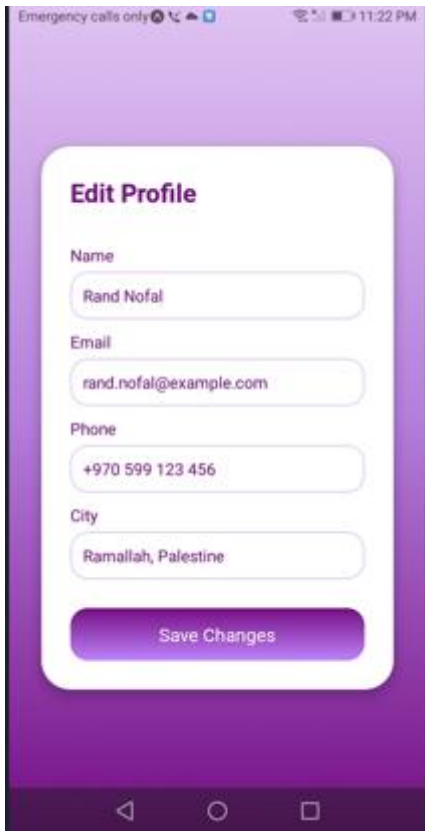 Emergency calls only 11:22 PM
Edit Profile
Name
Rand Nofal
Email
rand.nofal@example.com
Phone
+970 599 123 456
City
Ramallah, Palestine
Save Changes